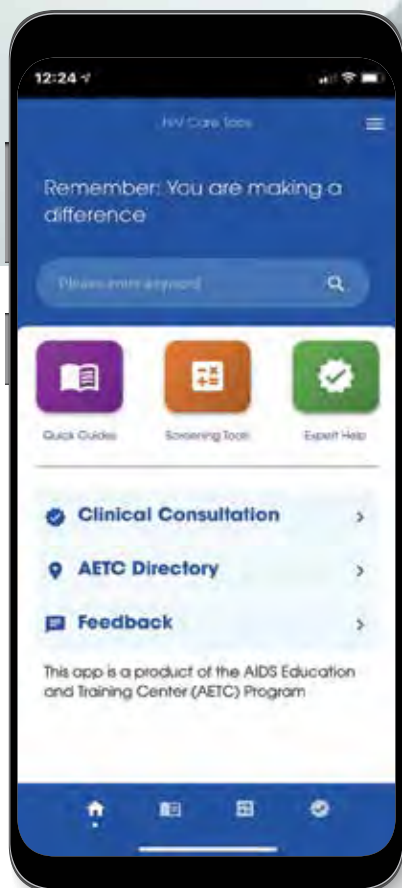 12:24
HIV Care Tools
Remember: You are making a
difference
Please enter keyword
Quick Guides
Screening Tools
Expert Help
Clinical Consultation
AETC Directory
Feedback
This app is a product of the AIDS Education
and Training Center (AETC) Program